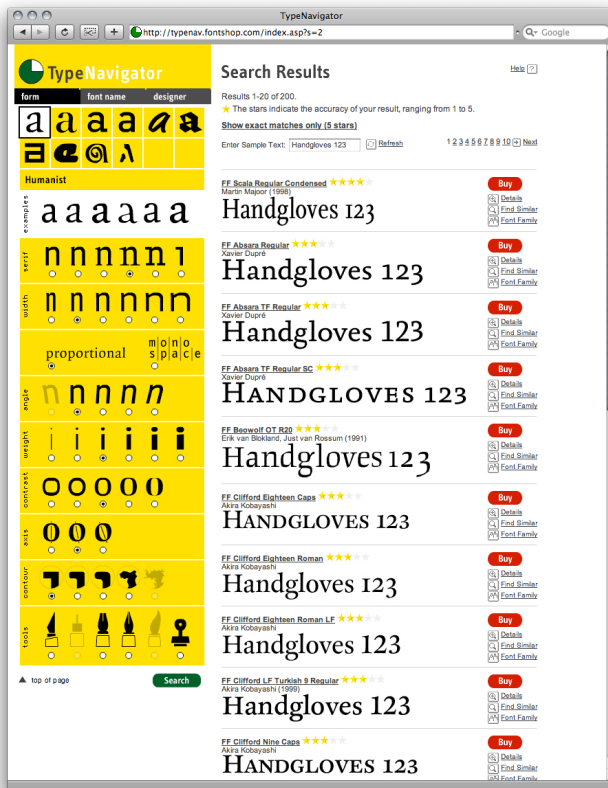 TypeNavigator
http://typenav.fontshop.com/index.asp?s=2
Google
TypeNavigator
form font name designer
a a a a a a
a e a λ
Humanist
examples
a a a a a a
serif
n n n n n ı
width
n n n n n n
proportional
mono
space
angle
n n n n n
weight
i i i i i i
contrast
o o o o o
axis
contour
tools
top of page
Search
Search Results
Help ?
Results 1-20 of 200.
The stars indicate the accuracy of your result, ranging from 1 to 5.
Show exact matches only (5 stars)
Enter Sample Text: Handgloves 123 Refresh
1 2 3 4 5 6 7 8 9 10 Next
FF Scala Regular Condensed
Martin Majoor (1998)
Handgloves 123
Buy
Details
Find Similar
Font Family
FF Absara Regular
Xavier Dupré
Handgloves 123
Buy
Details
Find Similar
Font Family
FF Absara TF Regular
Xavier Dupré
Handgloves 123
Buy
Details
Find Similar
Font Family
FF Absara TF Regular SC
Xavier Dupré
HANDGLOVES 123
Buy
Details
Find Similar
Font Family
FF Beowolf OT R20
Erik van Blokland, Just van Rossum (1991)
Handgloves 123
Buy
Details
Find Similar
Font Family
FF Clifford Eighteen Caps
Akira Kobayashi
HANDGLOVES 123
Buy
Details
Find Similar
Font Family
FF Clifford Eighteen Roman
Akira Kobayashi
Handgloves 123
Buy
Details
Find Similar
Font Family
FF Clifford Eighteen Roman LF
Akira Kobayashi
Handgloves 123
Buy
Details
Find Similar
Font Family
FF Clifford LF Turkish 9 Regular
Akira Kobayashi (1999)
Handgloves 123
Buy
Details
Find Similar
Font Family
FF Clifford Nine Caps
Akira Kobayashi
HANDGLOVES 123
Buy
Details
Find Similar
Font Family